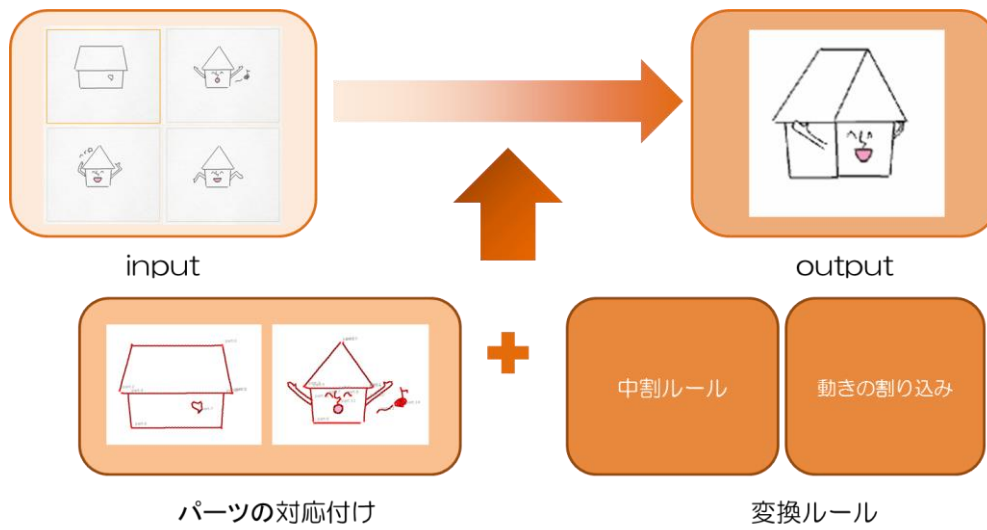 input
output
中割ルール
動きの割り込み
パーツの対応付け
変換ルール